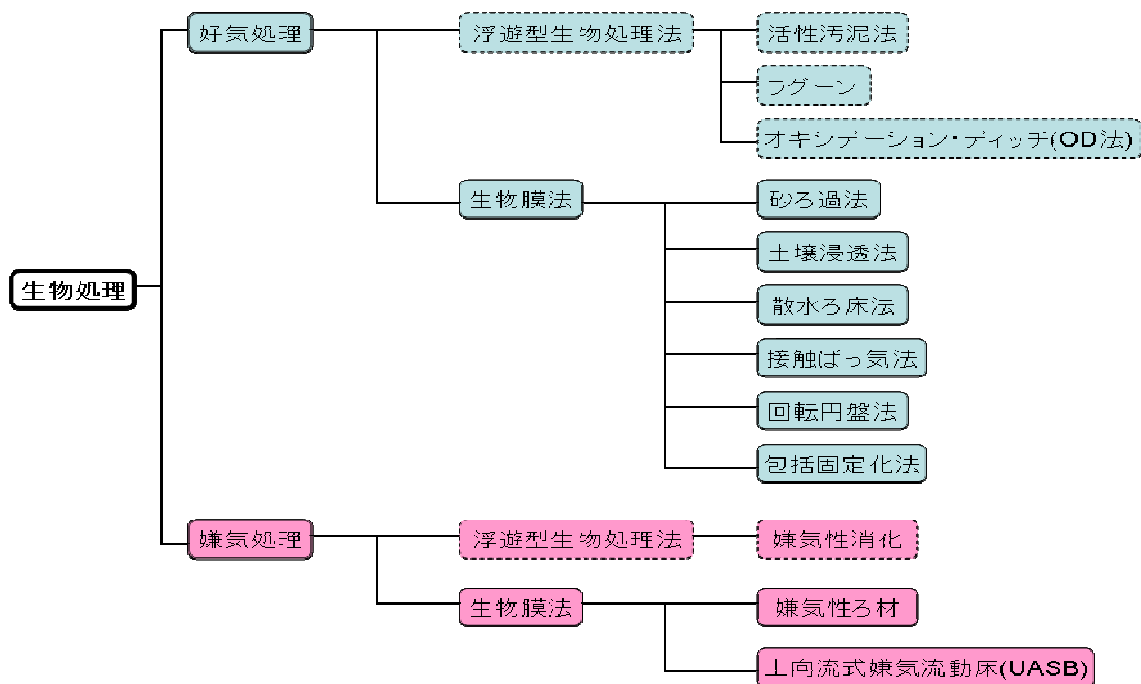 生物処理
好気処理
浮遊型生物処理法
活性汚泥法
ラグーン
オキシデーション・ディッチ(OD法)
生物膜法
砂ろ過法
土壌浸透法
散水ろ床法
接触ばっ気法
回転円盤法
包括固定化法
嫌気処理
浮遊型生物処理法
嫌気性消化
生物膜法
嫌気性ろ材
上向流式嫌気流動床(UASB)